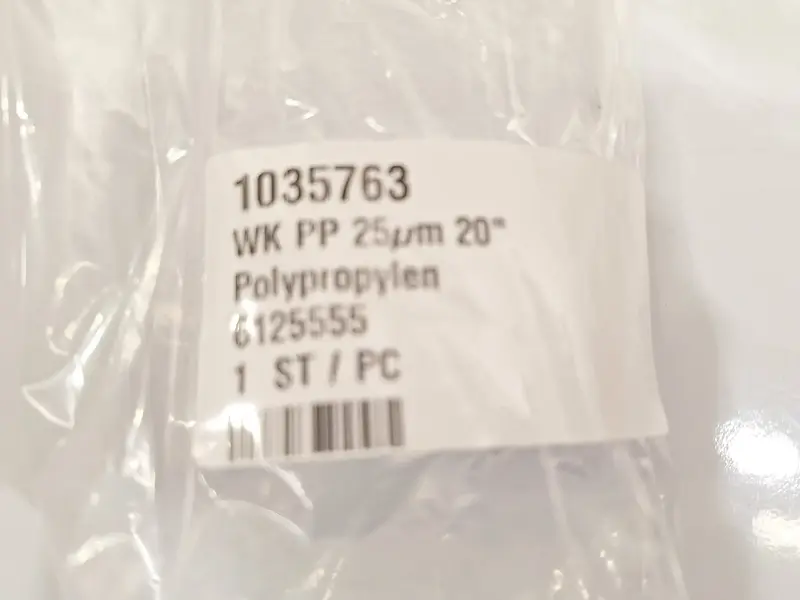 1035763
WK PP 25µm 20"
Polypropylen
6125555
1 ST / PC